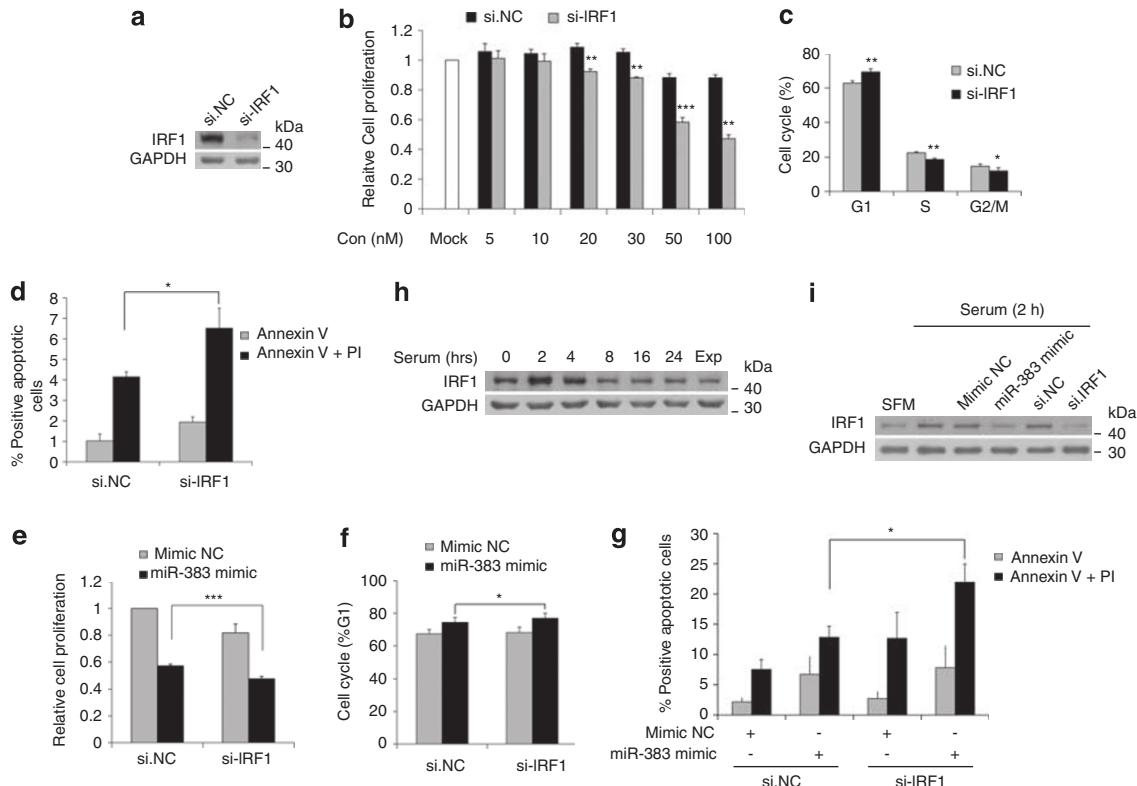 a
si.NC
si-IRF1
kDa
IRF1
40
GAPDH
30
b
si.NC
si-IRF1
Relaitve Cell proliferation
1.2
1
0.8
0.6
0.4
0.2
0
** ** *** **
Con (nM) Mock 5 10 20 30 50 100
c
si.NC
si-IRF1
Cell cycle (%)
80
60
40
20
0
** ** *
G1 S G2/M
d
Annexin V
Annexin V + PI
% Positive apoptotic
cells
8
7
6
5
4
3
2
1
0
*
si.NC si-IRF1
h
Serum (hrs) 0 2 4 8 16 24 Exp
kDa
IRF1
40
GAPDH
30
i
Serum (2 h)
SFM
Mimic NC
miR-383 mimic
si.NC
si.IRF1
kDa
IRF1
40
GAPDH
30
e
Mimic NC
miR-383 mimic
Relative cell proliferation
1.2
1
0.8
0.6
0.4
0.2
0
***
si.NC si-IRF1
f
Mimic NC
miR-383 mimic
Cell cycle (%G1)
100
80
60
40
20
0
*
si.NC si-IRF1
g
Annexin V
Annexin V + PI
% Positive apoptotic cells
30
25
20
15
10
5
0
*
Mimic NC + - + -
miR-383 mimic - + - +
si.NC si-IRF1